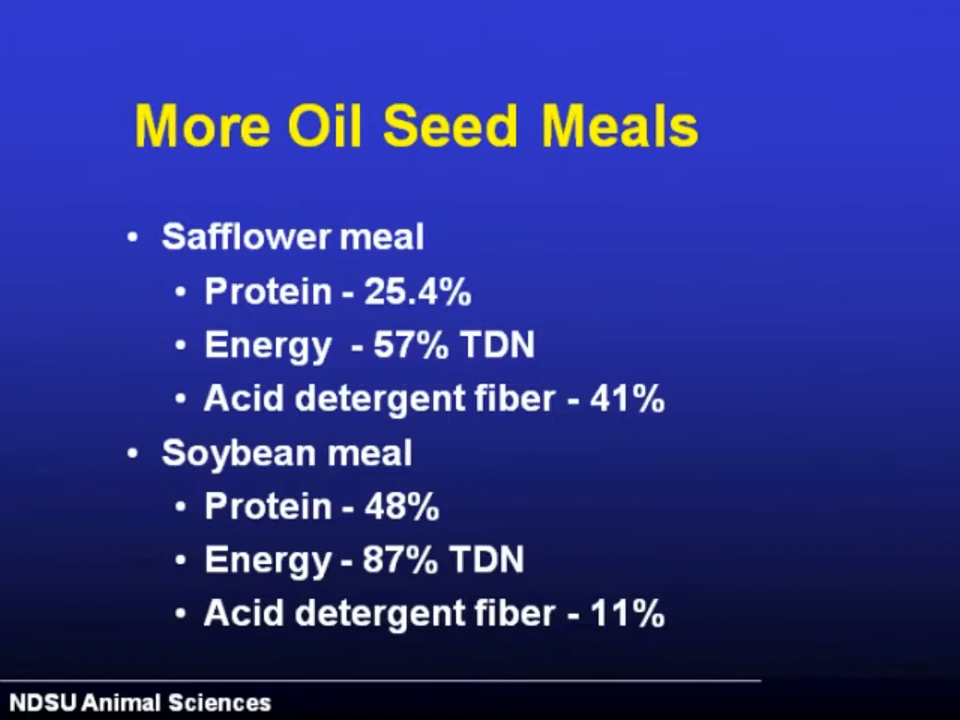 More Oil Seed Meals
• Safflower meal
• Protein - 25.4%
• Energy - 57% TDN
• Acid detergent fiber - 41%
• Soybean meal
• Protein - 48%
• Energy - 87% TDN
• Acid detergent fiber - 11%
NDSU Animal Sciences